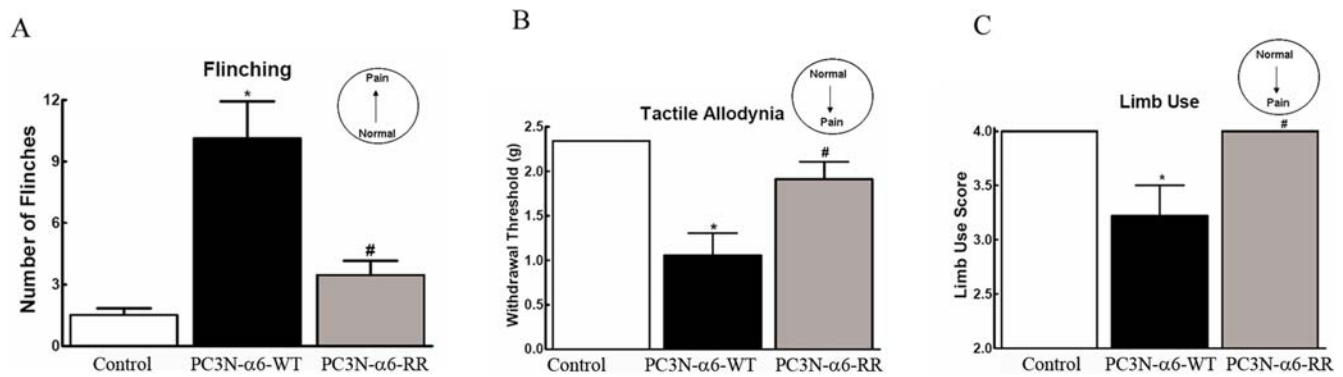 A
Flinching
Pain
Normal
*
#
12
9
6
3
0
Number of Flinches
Control PC3N-α6-WT PC3N-α6-RR
B
Tactile Allodynia
Normal
Pain
*
#
2.5
2.0
1.5
1.0
0.5
0.0
Withdrawal Threshold (g)
Control PC3N-α6-WT PC3N-α6-RR
C
Limb Use
Normal
Pain
*
#
4.0
3.5
3.0
2.5
2.0
Limb Use Score
Control PC3N-α6-WT PC3N-α6-RR